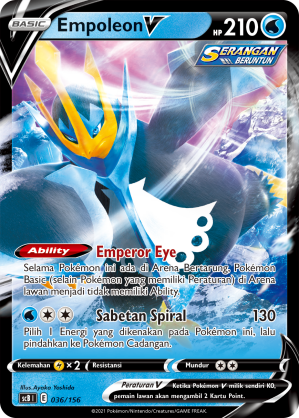 BASIC Empoleon V HP 210
SERANGAN
BERUNTUN
Ability Emperor Eye
Selama Pokémon ini ada di Arena Bertarung, Pokémon
Basic (selain Pokémon yang memiliki Peraturan) di Arena
lawan menjadi tidak memiliki Ability.
Sabetan Spiral 130
Pilih 1 Energi yang dikenakan pada Pokémon ini, lalu
pindahkan ke Pokémon Cadangan.
Kelemahan ×2 Resistansi Mundur
Illus. Ayaka Yoshida
scB I E 036/156
Peraturan V Ketika Pokémon V milik sendiri KO,
pemain lawan akan mengambil 2 Kartu Point.
©2021 Pokémon/Nintendo/Creatures/GAME FREAK.